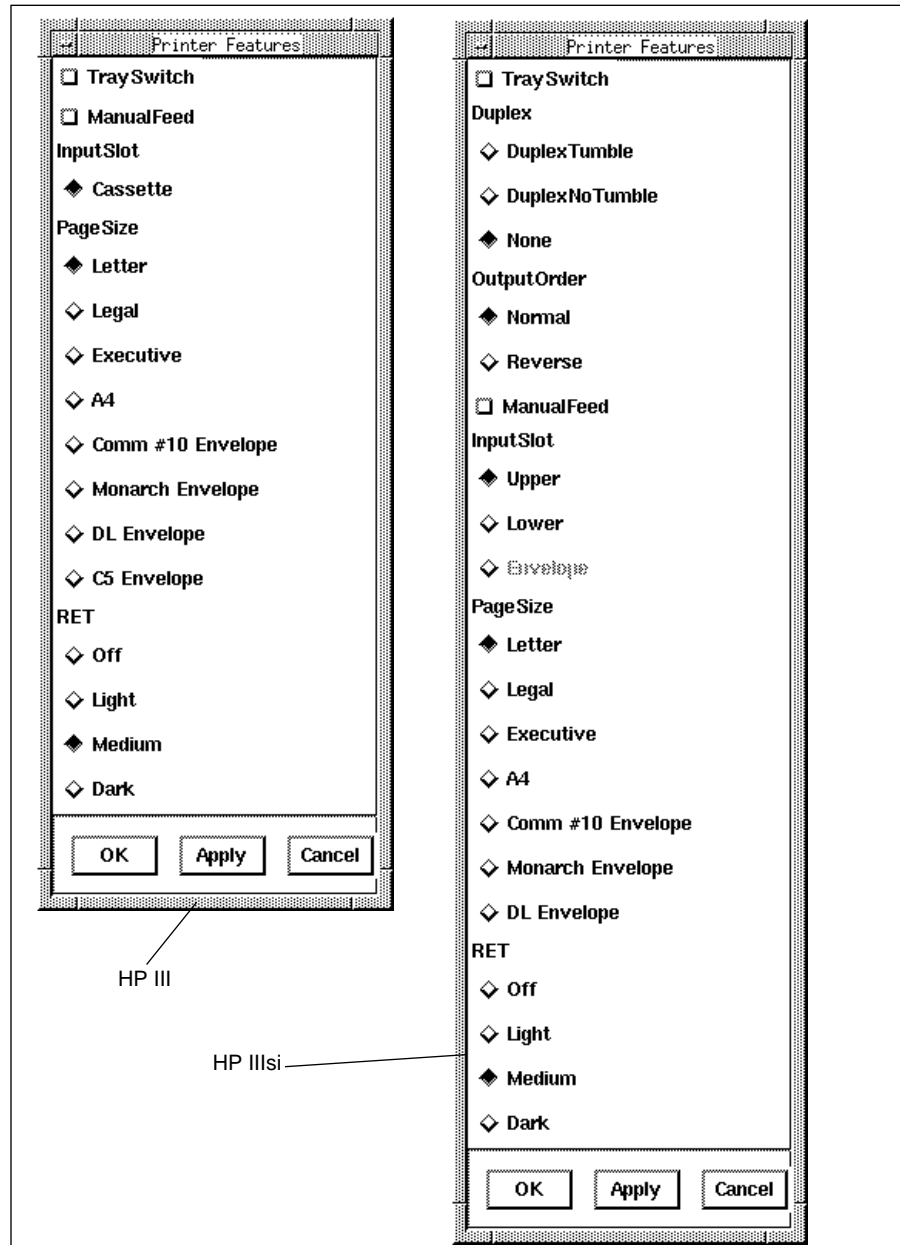 Printer Features
TraySwitch
ManualFeed
InputSlot
Cassette
PageSize
Letter
Legal
Executive
A4
Comm #10 Envelope
Monarch Envelope
DL Envelope
C5 Envelope
RET
Off
Light
Medium
Dark
OK Apply Cancel
HP III
Printer Features
TraySwitch
Duplex
DuplexTumble
DuplexNoTumble
None
OutputOrder
Normal
Reverse
ManualFeed
InputSlot
Upper
Lower
Envelope
PageSize
Letter
Legal
Executive
A4
Comm #10 Envelope
Monarch Envelope
DL Envelope
RET
Off
Light
Medium
Dark
OK Apply Cancel
HP IIIsi